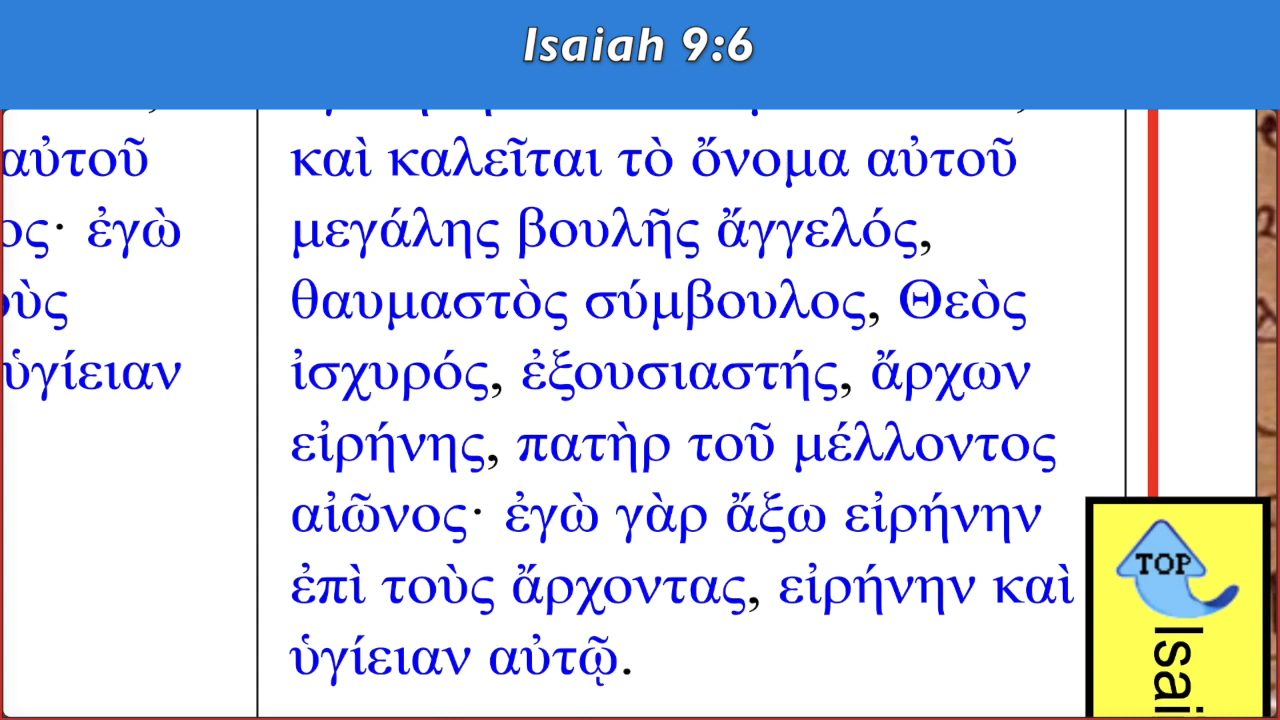 Isaiah 9:6
αὐτοῦ
ος· ἐγὼ
οὺς
ὑγίειαν
καὶ καλεῖται τὸ ὄνομα αὐτοῦ
μεγάλης βουλῆς ἄγγελός,
θαυμαστὸς σύμβουλος, Θεὸς
ἰσχυρός, ἐξουσιαστής, ἄρχων
εἰρήνης, πατὴρ τοῦ μέλλοντος
αἰῶνος· ἐγὼ γὰρ ἄξω εἰρήνην
ἐπὶ τοὺς ἄρχοντας, εἰρήνην καὶ
ὑγίειαν αὐτῷ.
TOP
Isai